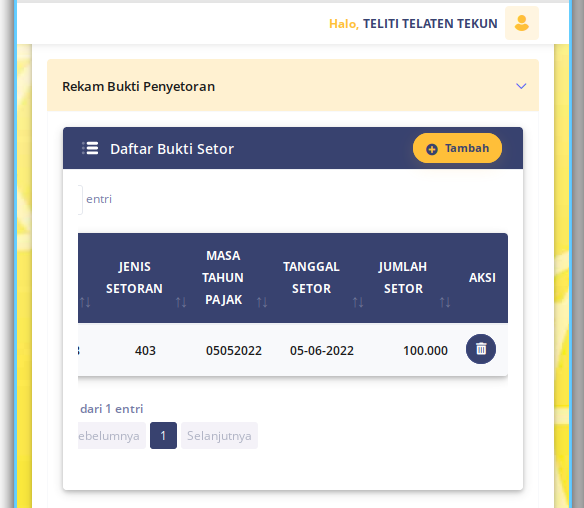 Halo, TELITI TELATEN TEKUN
Rekam Bukti Penyetoran
Daftar Bukti Setor
Tambah
entri
JENIS SETORAN
MASA TAHUN PAJAK
TANGGAL SETOR
JUMLAH SETOR
AKSI
403 05052022 05-06-2022 100.000
dari 1 entri
ebelumnya 1 Selanjutnya